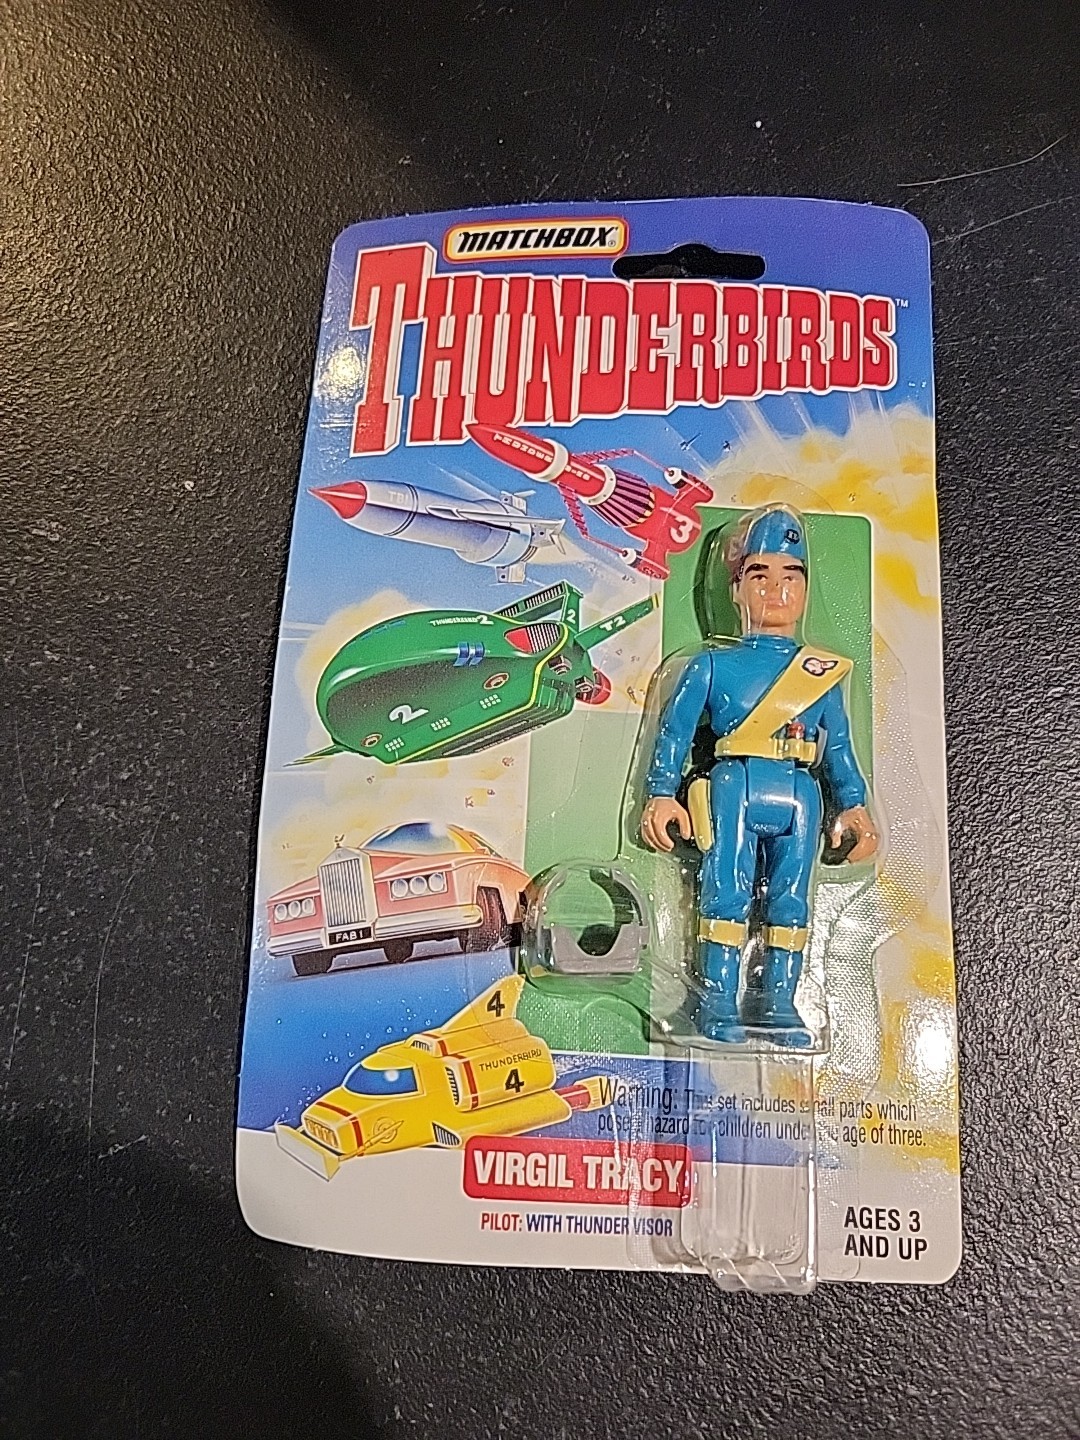 MATCHBOX®
THUNDERBIRDS™
THUNDERBIRDS
3
TB1
THUNDERBIRD 2
2
T2
2
FAB 1
4
THUNDERBIRD
4
Warning: This set includes small parts which
pose a hazard to children under the age of three.
VIRGIL TRACY
PILOT: WITH THUNDER VISOR
AGES 3
AND UP